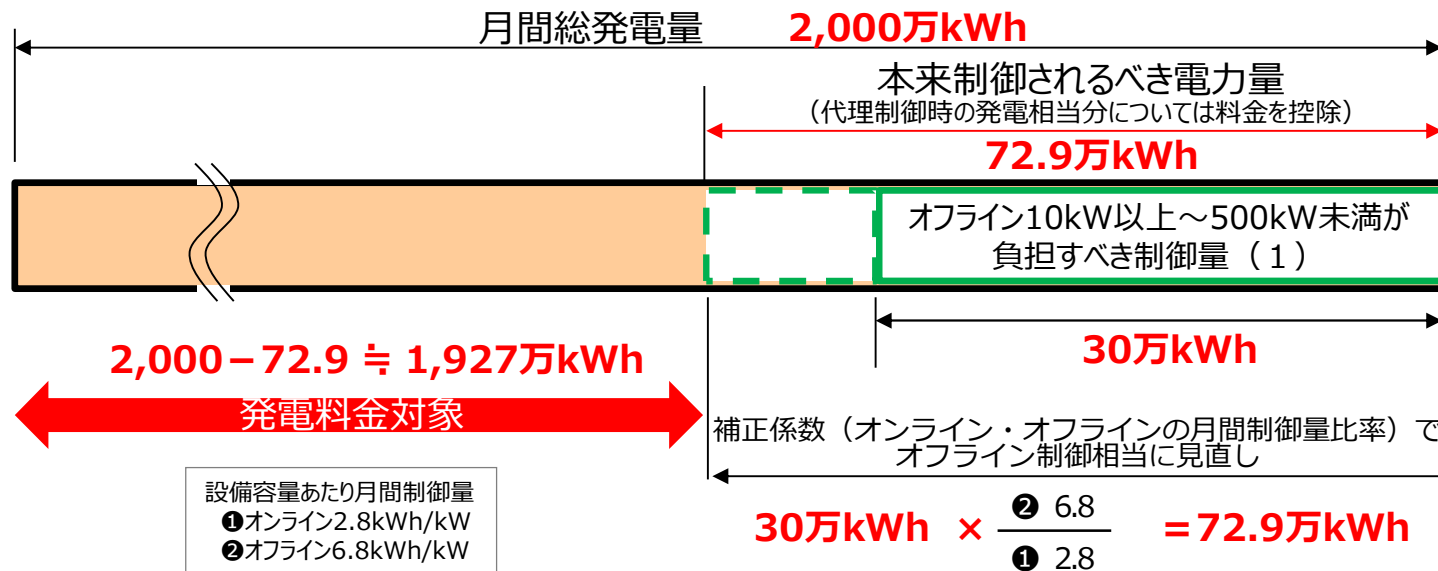 月間総発電量 2,000万kWh
本来制御されるべき電力量
（代理制御時の発電相当分については料金を控除）
72.9万kWh
オフライン10kW以上～500kW未満が
負担すべき制御量（１）
30万kWh
2,000－72.9 ≒ 1,927万kWh
発電料金対象
補正係数（オンライン・オフラインの月間制御量比率）で
オフライン制御相当に見直し
設備容量あたり月間制御量
❶オンライン2.8kWh/kW
❷オフライン6.8kWh/kW
❷ 6.8
30万kWh × ＝72.9万kWh
❶ 2.8